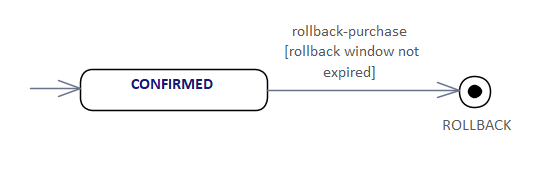 rollback-purchase
[rollback window not
expired]
CONFIRMED
ROLLBACK